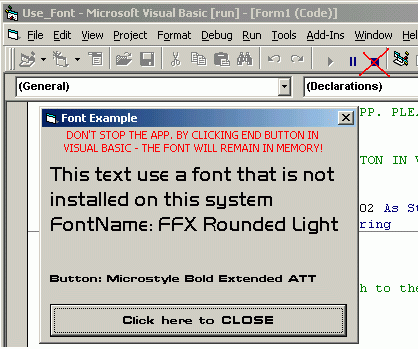 Use_Font - Microsoft Visual Basic [run] - [Form1 (Code)]
File Edit View Project Format Debug Run Tools Add-Ins Window Help
(General) (Declarations)
PP. PLEA
Font Example
DON'T STOP THE APP. BY CLICKING END BUTTON IN
VISUAL BASIC - THE FONT WILL REMAIN IN MEMORY!
TON IN V
This text use a font that is not
installed on this system
02 As St
FontName: FFX Rounded Light
ring
Button: Microstyle Bold Extended ATT
h to the
Click here to CLOSE